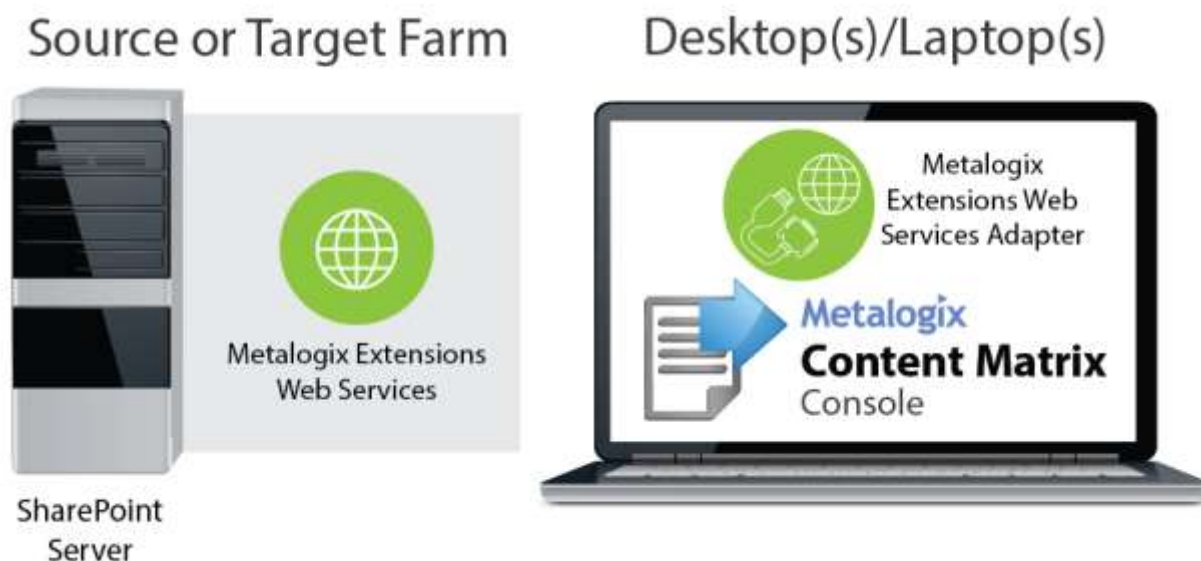 Source or Target Farm
Desktop(s)/Laptop(s)
Metalogix Extensions
Web Services
SharePoint
Server
Metalogix
Extensions Web
Services Adapter
Metalogix
Content Matrix
Console